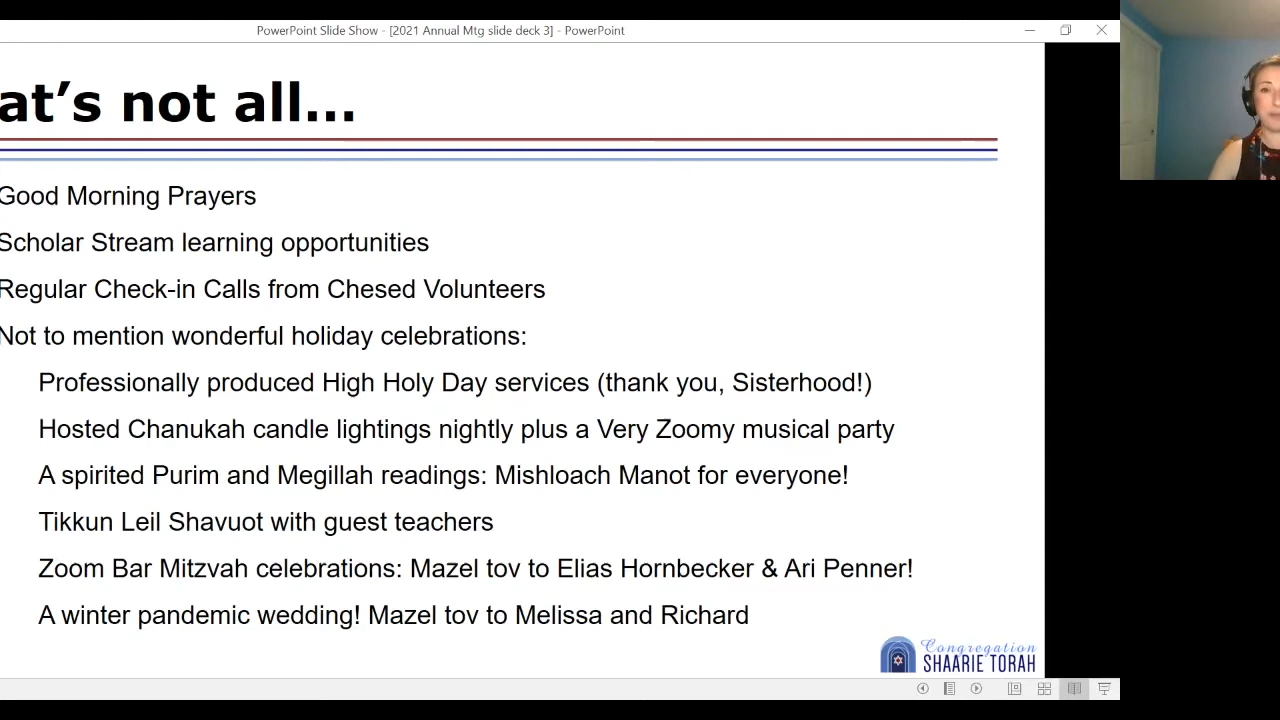 PowerPoint Slide Show - [2021 Annual Mtg slide deck 3] - PowerPoint
at’s not all…
Good Morning Prayers
Scholar Stream learning opportunities
Regular Check-in Calls from Chesed Volunteers
Not to mention wonderful holiday celebrations:
Professionally produced High Holy Day services (thank you, Sisterhood!)
Hosted Chanukah candle lightings nightly plus a Very Zoomy musical party
A spirited Purim and Megillah readings: Mishloach Manot for everyone!
Tikkun Leil Shavuot with guest teachers
Zoom Bar Mitzvah celebrations: Mazel tov to Elias Hornbecker & Ari Penner!
A winter pandemic wedding! Mazel tov to Melissa and Richard
Congregation
SHAARIE TORAH